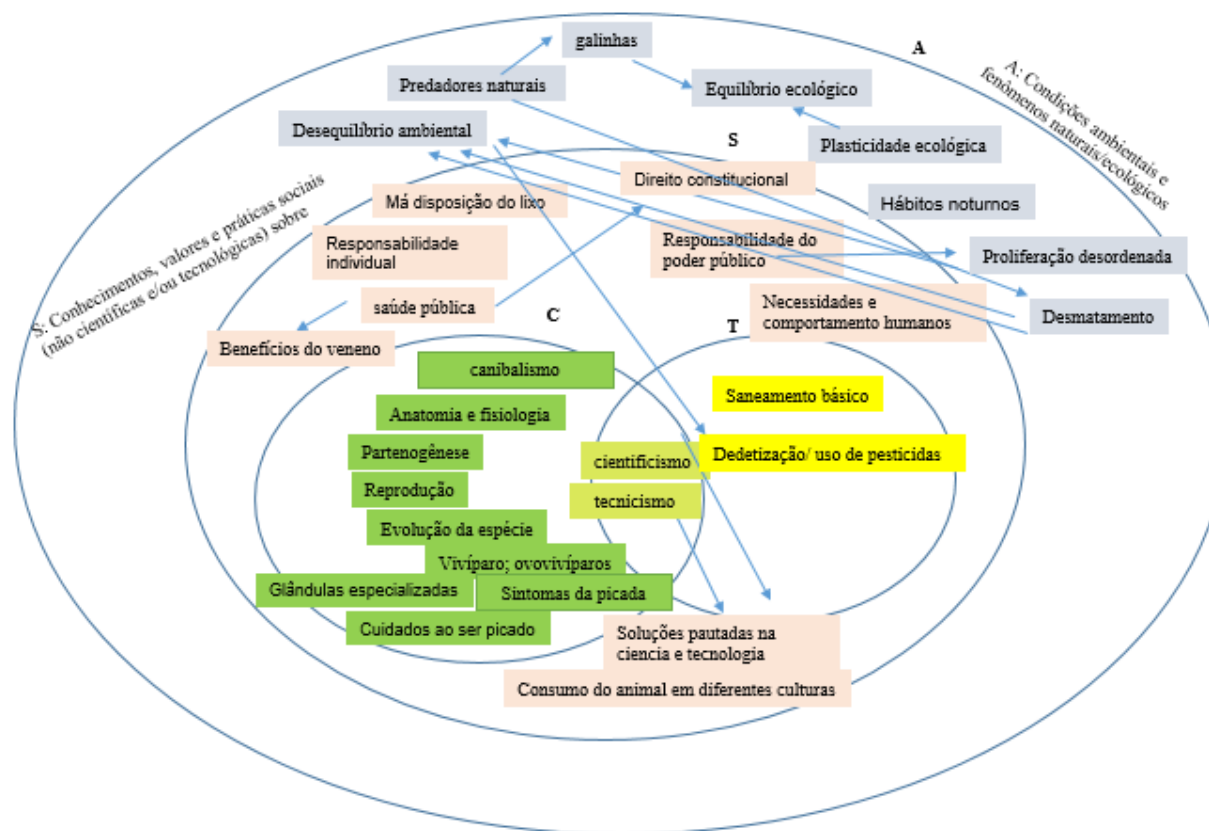 galinhas
A
A: Condições ambientais e
fenômenos naturais/ecológicos
Predadores naturais
Equilíbrio ecológico
Desequilíbrio ambiental
S
Plasticidade ecológica
S: Conhecimentos, valores e práticas sociais
(não científicas e/ou tecnológicas) sobre
Direito constitucional
Má disposição do lixo
Hábitos noturnos
Responsabilidade
individual
Responsabilidade do
poder público
Proliferação desordenada
saúde pública
Necessidades e
comportamento humanos
Desmatamento
C
T
Benefícios do veneno
canibalismo
Saneamento básico
Anatomia e fisiologia
Partenogênese
cientificismo
Dedetização/ uso de pesticidas
Reprodução
tecnicismo
Evolução da espécie
Vivíparo; ovovivíparos
Glândulas especializadas
Sintomas da picada
Cuidados ao ser picado
Soluções pautadas na
ciencia e tecnologia
Consumo do animal em diferentes culturas